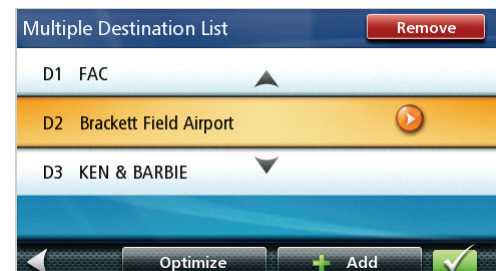 Multiple Destination List Remove
D1 FAC
D2 Brackett Field Airport
D3 KEN & BARBIE
Optimize Add